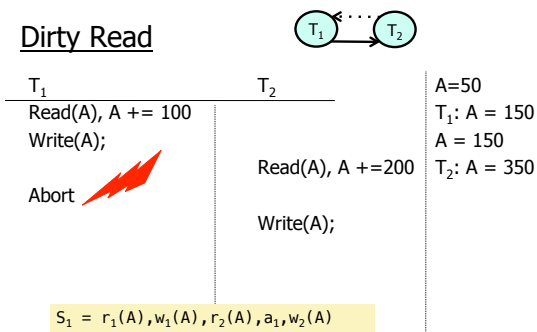 Dirty Read
T₁ T₂
T₁ T₂ A=50
Read(A), A += 100 T₁: A = 150
Write(A); A = 150
Read(A), A +=200 T₂: A = 350
Abort
Write(A);
S₁ = r₁(A),w₁(A),r₂(A),a₁,w₂(A)